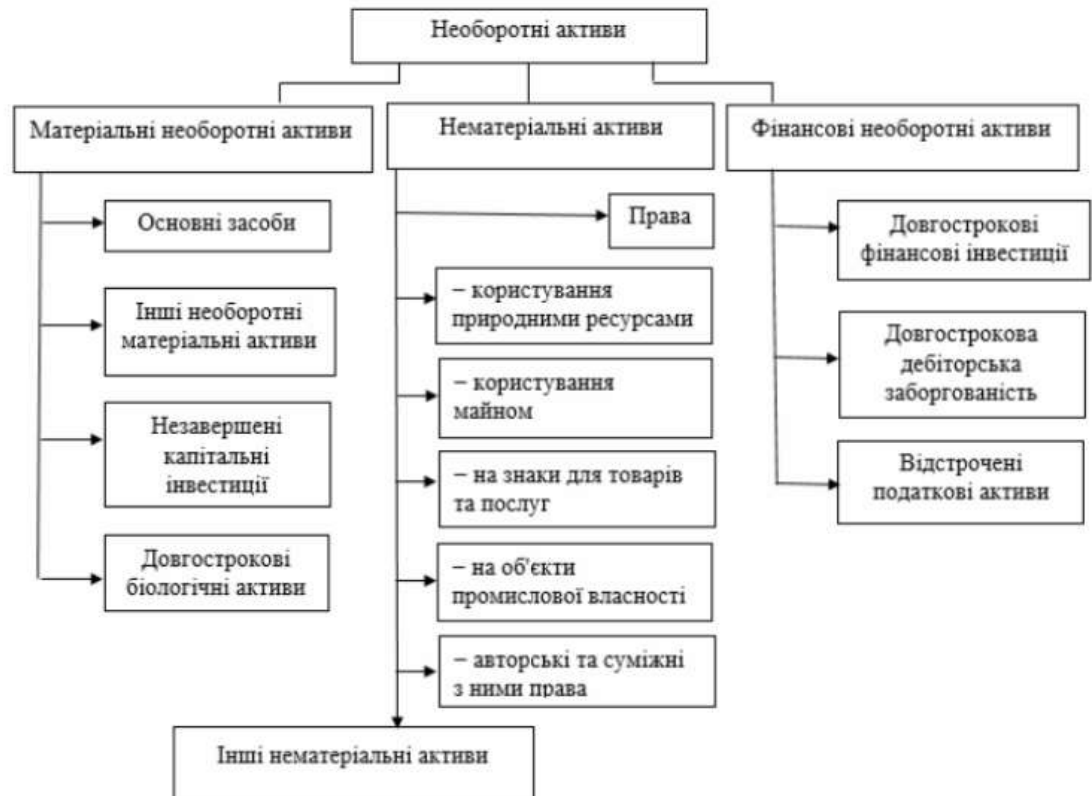 Необоротні активи
Матеріальні необоротні активи
Нематеріальні активи
Фінансові необоротні активи
Основні засоби
Інші необоротні
матеріальні активи
Незавершені
капітальні
інвестиції
Довгострокові
біологічні активи
Права
– користування
природними ресурсами
– користування
майном
– на знаки для товарів
та послуг
– на об'єкти
промислової власності
– авторські та суміжні
з ними права
Інші нематеріальні активи
Довгострокові
фінансові інвестиції
Довгострокова
дебіторська
заборгованість
Відстрочені
податкові активи